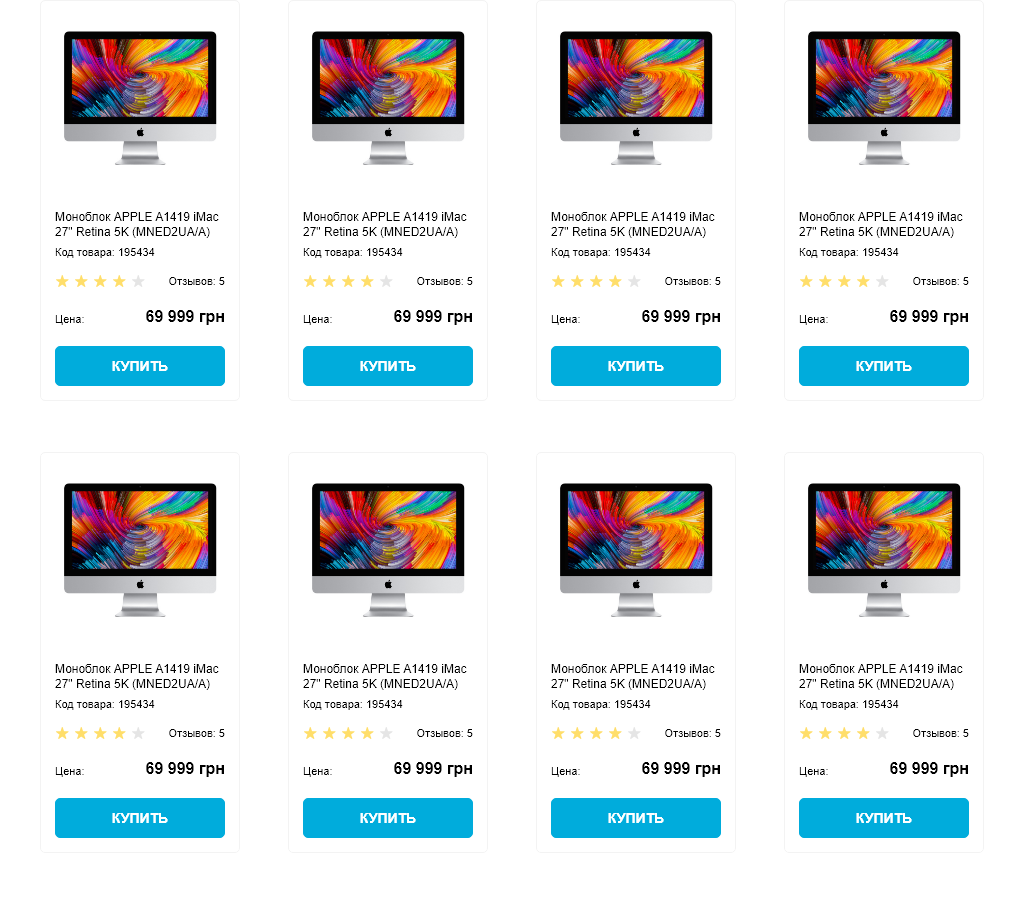 Моноблок APPLE A1419 iMac
27" Retina 5K (MNED2UA/A)
Код товара: 195434
Отзывов: 5
Цена: 69 999 грн
КУПИТЬ
Моноблок APPLE A1419 iMac
27" Retina 5K (MNED2UA/A)
Код товара: 195434
Отзывов: 5
Цена: 69 999 грн
КУПИТЬ
Моноблок APPLE A1419 iMac
27" Retina 5K (MNED2UA/A)
Код товара: 195434
Отзывов: 5
Цена: 69 999 грн
КУПИТЬ
Моноблок APPLE A1419 iMac
27" Retina 5K (MNED2UA/A)
Код товара: 195434
Отзывов: 5
Цена: 69 999 грн
КУПИТЬ
Моноблок APPLE A1419 iMac
27" Retina 5K (MNED2UA/A)
Код товара: 195434
Отзывов: 5
Цена: 69 999 грн
КУПИТЬ
Моноблок APPLE A1419 iMac
27" Retina 5K (MNED2UA/A)
Код товара: 195434
Отзывов: 5
Цена: 69 999 грн
КУПИТЬ
Моноблок APPLE A1419 iMac
27" Retina 5K (MNED2UA/A)
Код товара: 195434
Отзывов: 5
Цена: 69 999 грн
КУПИТЬ
Моноблок APPLE A1419 iMac
27" Retina 5K (MNED2UA/A)
Код товара: 195434
Отзывов: 5
Цена: 69 999 грн
КУПИТЬ